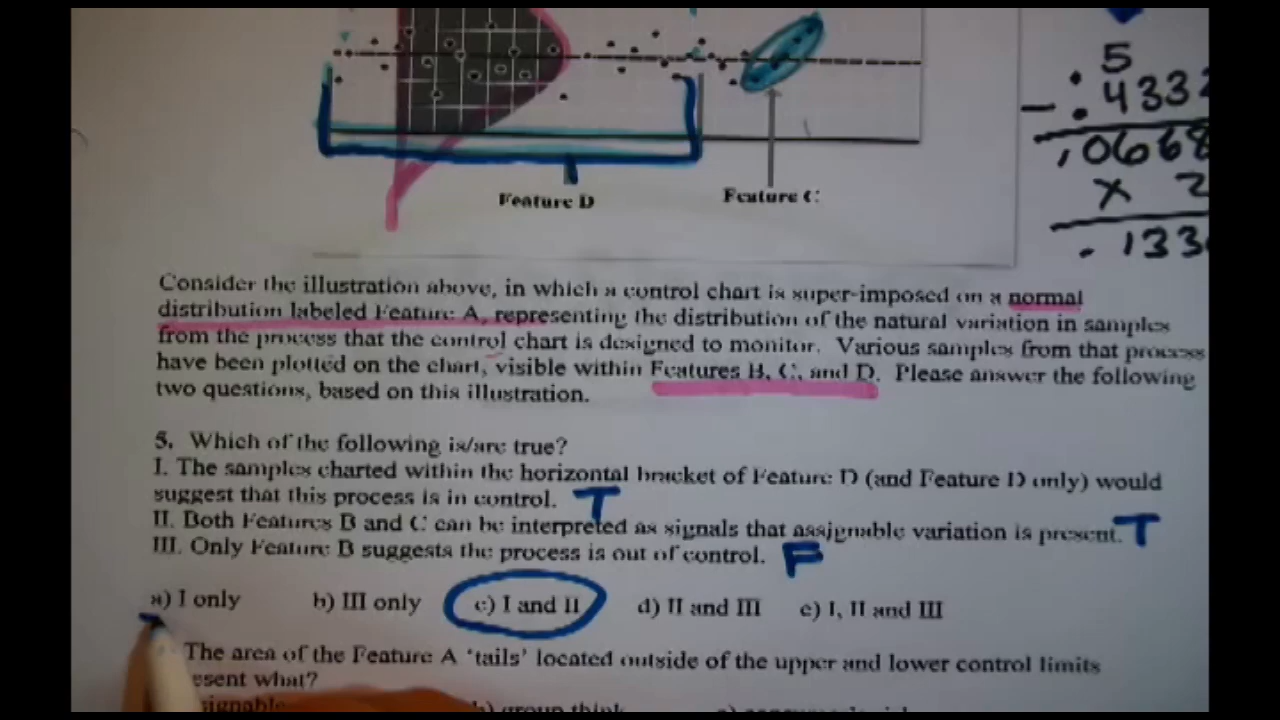 5
.4332
-
.0668
x 2
.133
Feature D
Feature C
Consider the illustration above, in which a control chart is super-imposed on a normal
distribution labeled Feature A, representing the distribution of the natural variation in samples
from the process that the control chart is designed to monitor. Various samples from that process
have been plotted on the chart, visible within Features B, C, and D. Please answer the following
two questions, based on this illustration.
5. Which of the following is/are true?
I. The samples charted within the horizontal bracket of Feature D (and Feature D only) would
suggest that this process is in control. T
II. Both Features B and C can be interpreted as signals that assignable variation is present. T
III. Only Feature B suggests the process is out of control. F
a) I only b) III only c) I and II d) II and III e) I, II and III
The area of the Feature A 'tails' located outside of the upper and lower control limits
what?
b) group think